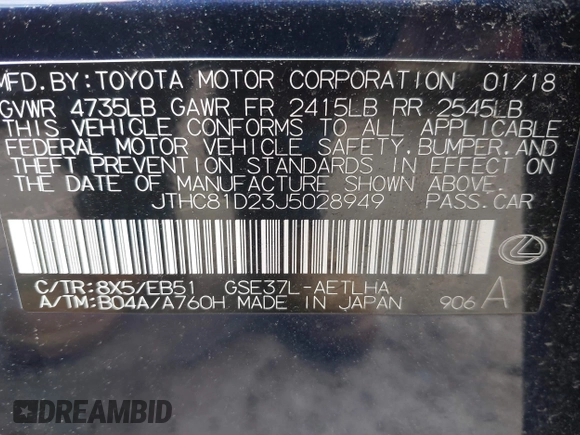 MFD.BY:TOYOTA MOTOR CORPORATION 01/18
GVWR 4735LB GAWR FR 2415LB RR 2545LB
THIS VEHICLE CONFORMS TO ALL APPLICABLE
FEDERAL MOTOR VEHICLE SAFETY,BUMPER,AND
THEFT PREVENTION STANDARDS IN EFFECT ON
THE DATE OF MANUFACTURE SHOWN ABOVE.
JTHC81D23J5028949 PASS.CAR
C/TR:8X5/EB51 GSE37L-AETLHA
A/TM:B04A/A760H MADE IN JAPAN 906 A
DREAMBID